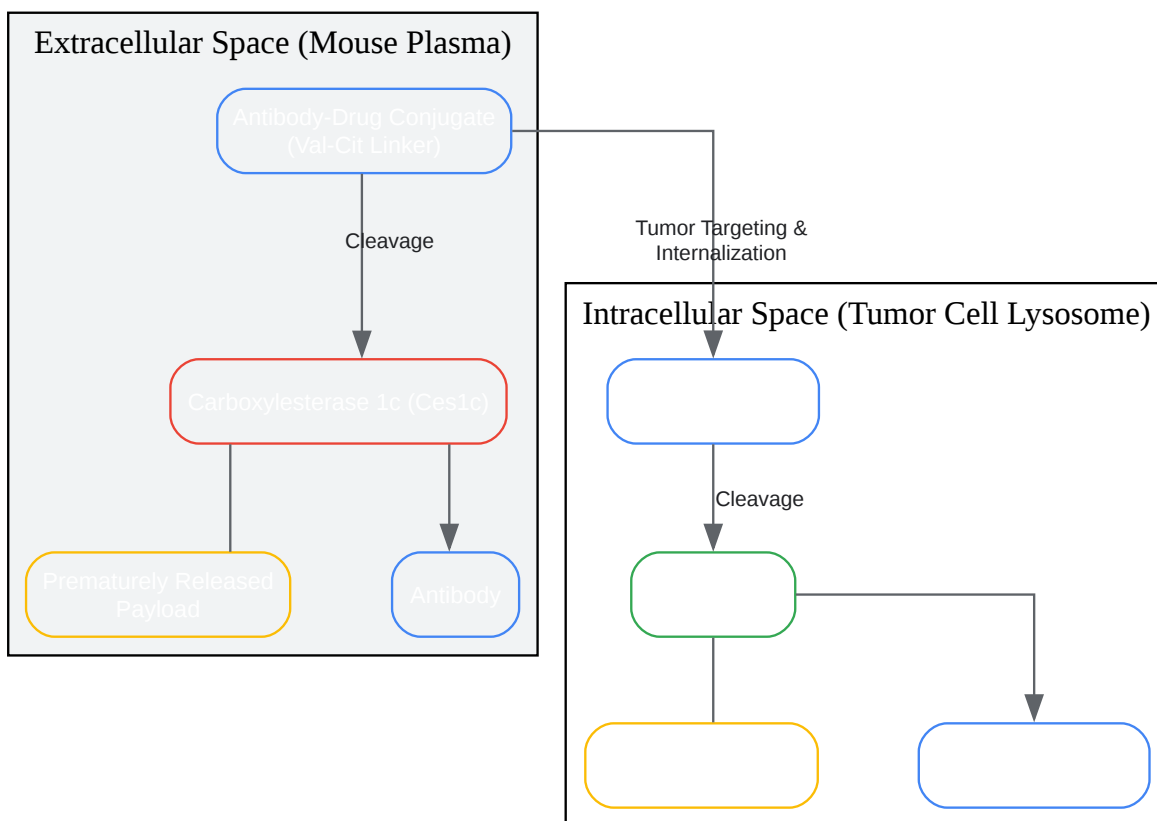 Extracellular Space (Mouse Plasma)
Antibody-Drug Conjugate
(Val-Cit Linker)
Cleavage
Tumor Targeting &
Internalization
Intracellular Space (Tumor Cell Lysosome)
Carboxylesterase 1c (Ces1c)
Cleavage
Prematurely Released
Payload
Antibody